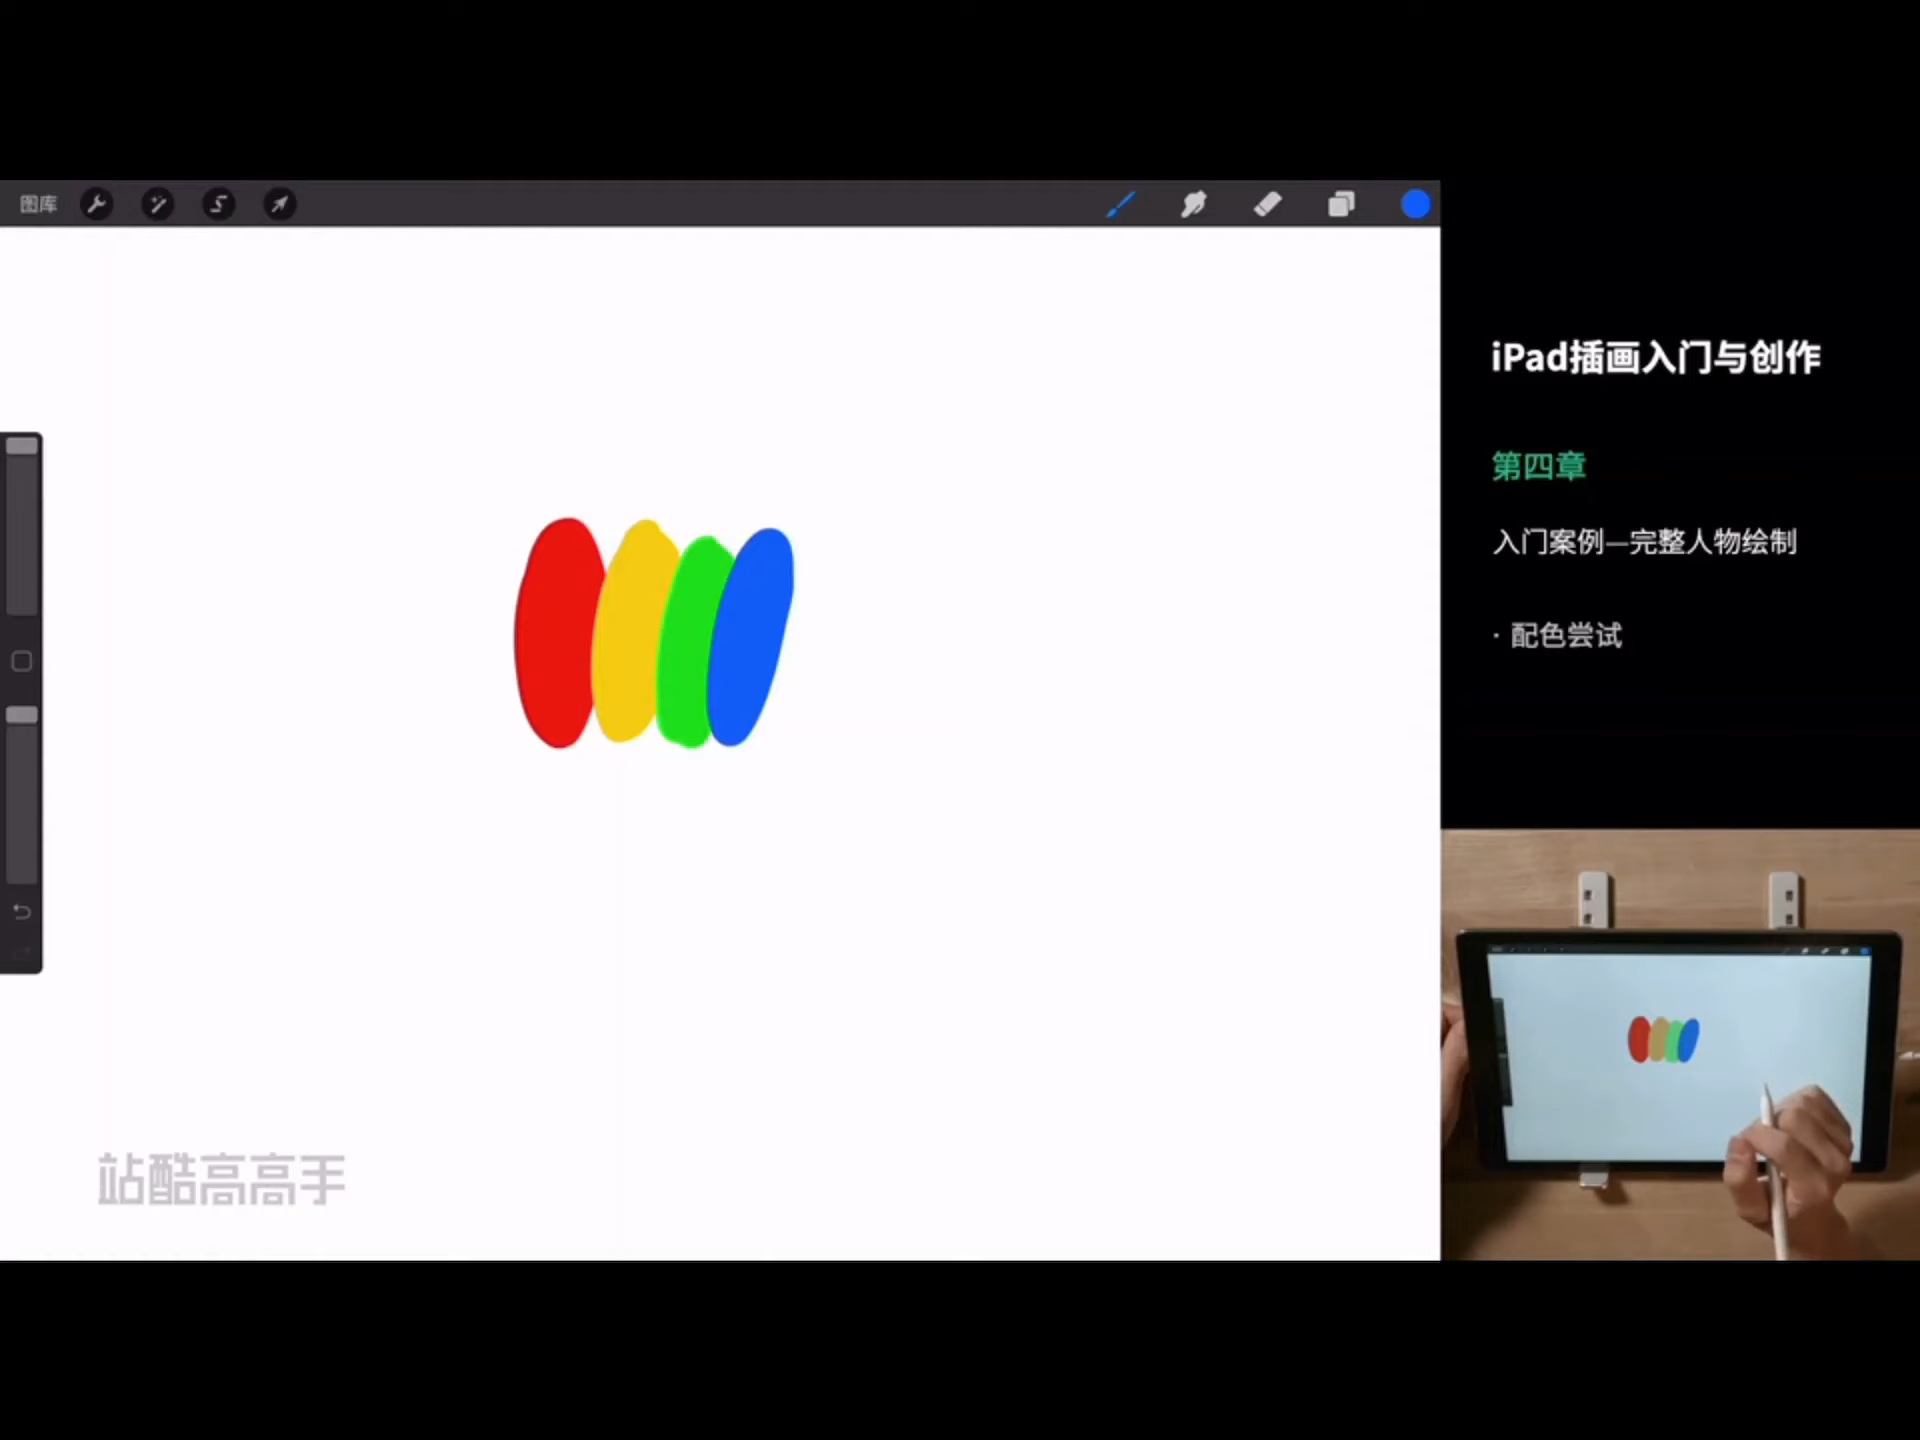 图库
iPad插画入门与创作
第四章
入门案例—完整人物绘制
· 配色尝试
站酷高高手